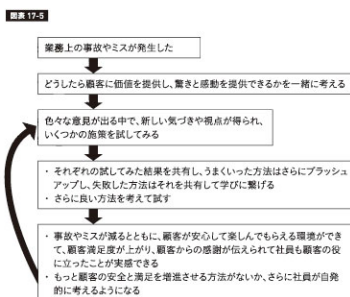 図表 17-5
業務上の事故やミスが発生した
どうしたら顧客に価値を提供し、驚きと感動を提供できるかを一緒に考える
色々な意見が出る中で、新しい気づきや視点が得られ、
いくつかの施策を試してみる
・それぞれの試してみた結果を共有し、うまくいった方法はさらにブラッシュ
アップし、失敗した方法はそれを共有して学びに繋げる
・さらに良い方法を考えて試す
・事故やミスが減るとともに、顧客が安心して楽しんでもらえる環境ができ
て、顧客満足度が上がり、顧客からの感謝が伝えられて社員も顧客の役
に立ったことが実感できる
・もっと顧客の安全と満足を増進させる方法がないか、さらに社員が自発
的に考えるようになる